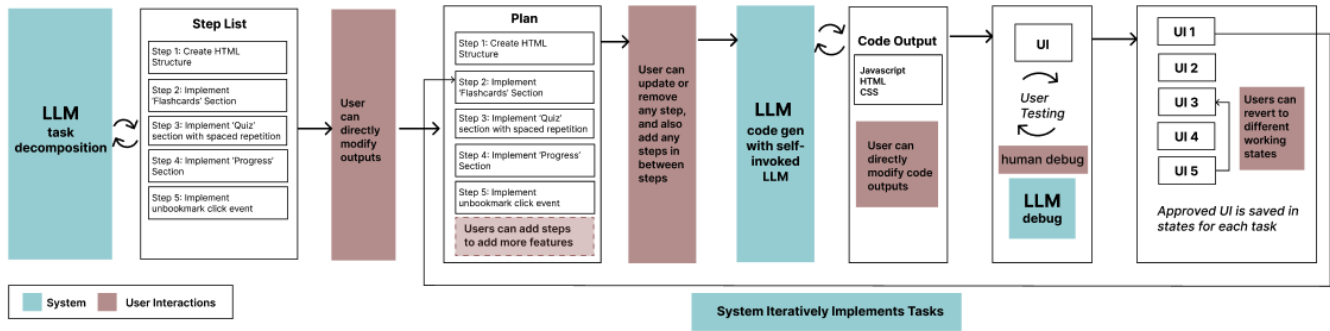 LLM
task
decomposition
Step List
Step 1: Create HTML
Structure
Step 2: Implement
'Flashcards' Section
Step 3: Implement 'Quiz'
section with spaced repetition
Step 4: Implement 'Progress'
Section
Step 5: Implement
unbookmark click event
User
can
directly
modify
outputs
Plan
Step 1: Create HTML
Structure
Step 2: Implement
'Flashcards' Section
Step 3: Implement 'Quiz'
section with spaced repetition
Step 4: Implement 'Progress'
Section
Step 5: Implement
unbookmark click event
Users can add steps
to add more features
User can
update or
remove
any step,
and also
add any
steps in
between
steps
LLM
code gen
with self-
invoked
LLM
Code Output
Javascript
HTML
CSS
User can
directly
modify code
outputs
UI
User
Testing
human debug
LLM
debug
UI 1
UI 2
UI 3
UI 4
UI 5
Users can
revert to
different
working
states
Approved UI is saved in
states for each task
System
User Interactions
System Iteratively Implements Tasks